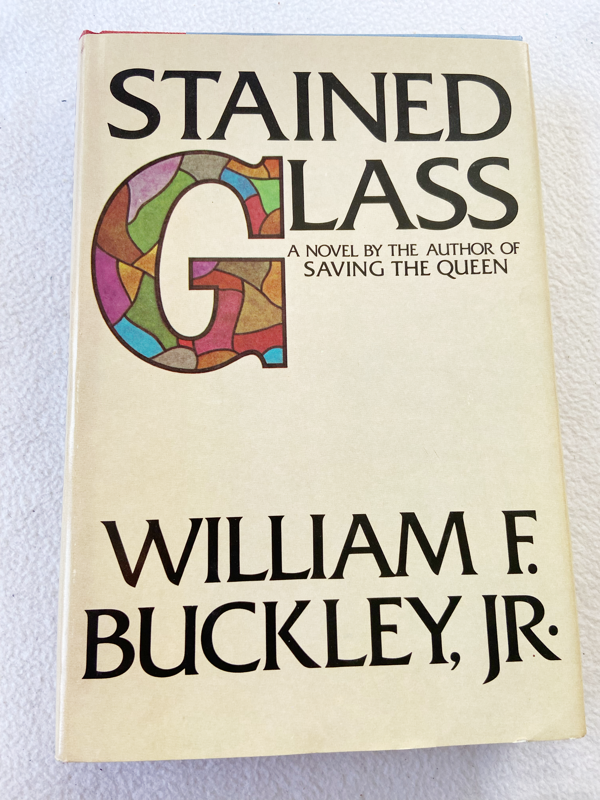 STAINED
GLASS
A NOVEL BY THE AUTHOR OF
SAVING THE QUEEN
WILLIAM F.
BUCKLEY, JR.